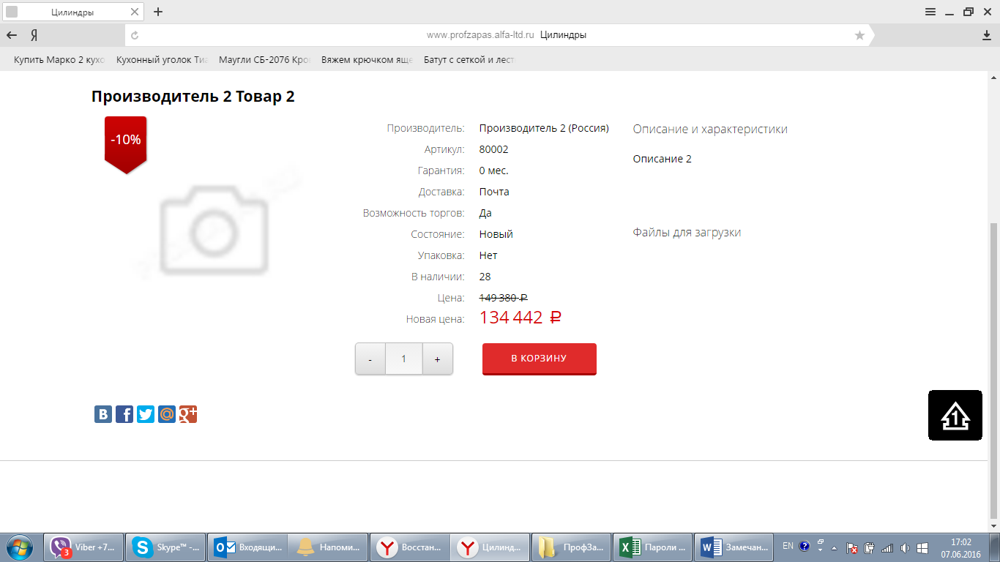 Цилиндры
www.profzapas.alfa-ltd.ru Цилиндры
Купить Марко 2 кухо
Кухонный уголок Тиа
Маугли СБ-2076 Кро
Вяжем крючком яще
Батут с сеткой и лест
Производитель 2 Товар 2
-10%
Производитель: Производитель 2 (Россия)
Артикул: 80002
Гарантия: 0 мес.
Доставка: Почта
Возможность торгов: Да
Состояние: Новый
Упаковка: Нет
В наличии: 28
Цена: 149 380 ₽
Новая цена: 134 442 ₽
Описание и характеристики
Описание 2
Файлы для загрузки
- 1 +
В КОРЗИНУ
1
Viber +7...
3
Skype™ -...
Входящи...
Напоми...
Восстан...
Цилинд...
ПрофЗа...
Пароли ...
Замечан...
EN
17:02
07.06.2016